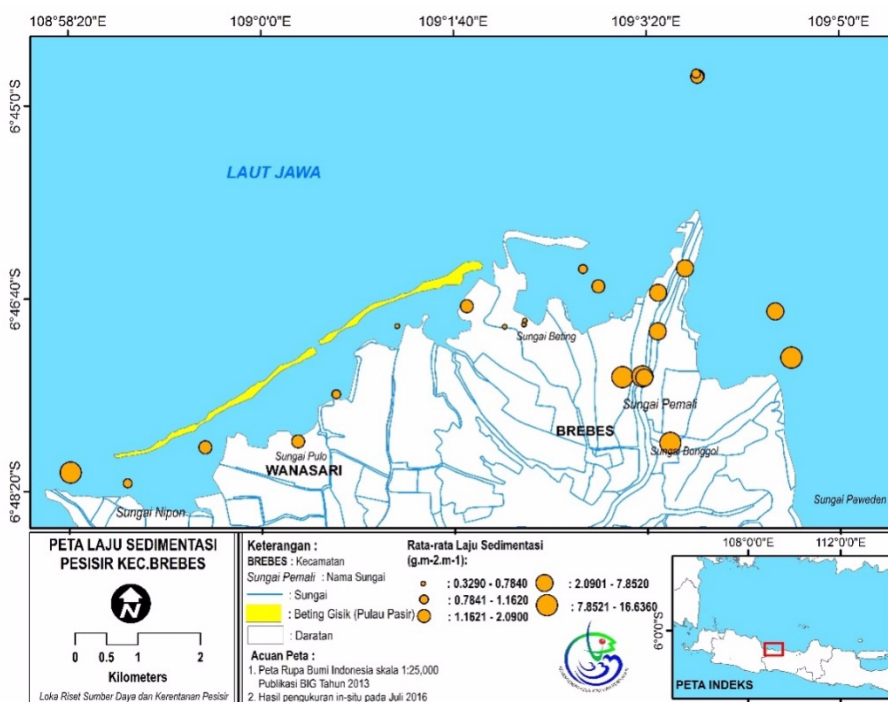 108°58'20"E 109°0'0"E 109°1'40"E 109°3'20"E 109°5'0"E
6°45'0"S
LAUT JAWA
6°46'40"S
Sungai Beting
Sungai Pemali
BREBES
Sungai Pulo
WANASARI
6°48'20"S
Sungai Nipon
Sungai Paweden
PETA LAJU SEDIMENTASI
PESISIR KEC.BREBES
N
0 0.5 1 2
Kilometers
Loka Riset Sumber Daya dan Kerentanan Pesisir
Keterangan :
BREBES : Kecamatan
Sungai Pemali : Nama Sungai
: Sungai
: Beting Gisik (Pulau Pasir)
: Daratan
Acuan Peta :
1. Peta Rupa Bumi Indonesia skala 1:25,000
Publikasi BIG Tahun 2013
2. Hasil pengukuran in-situ pada Juli 2016
Rata-rata Laju Sedimentasi
(g.m-2.m-1):
: 0.3290 - 0.7840
: 0.7841 - 1.1620
: 1.1621 - 2.0900
: 2.0901 - 7.8520
: 7.8521 - 16.6360
108°0'0"E 112°0'0"E
6°0'0"S
PETA INDEKS